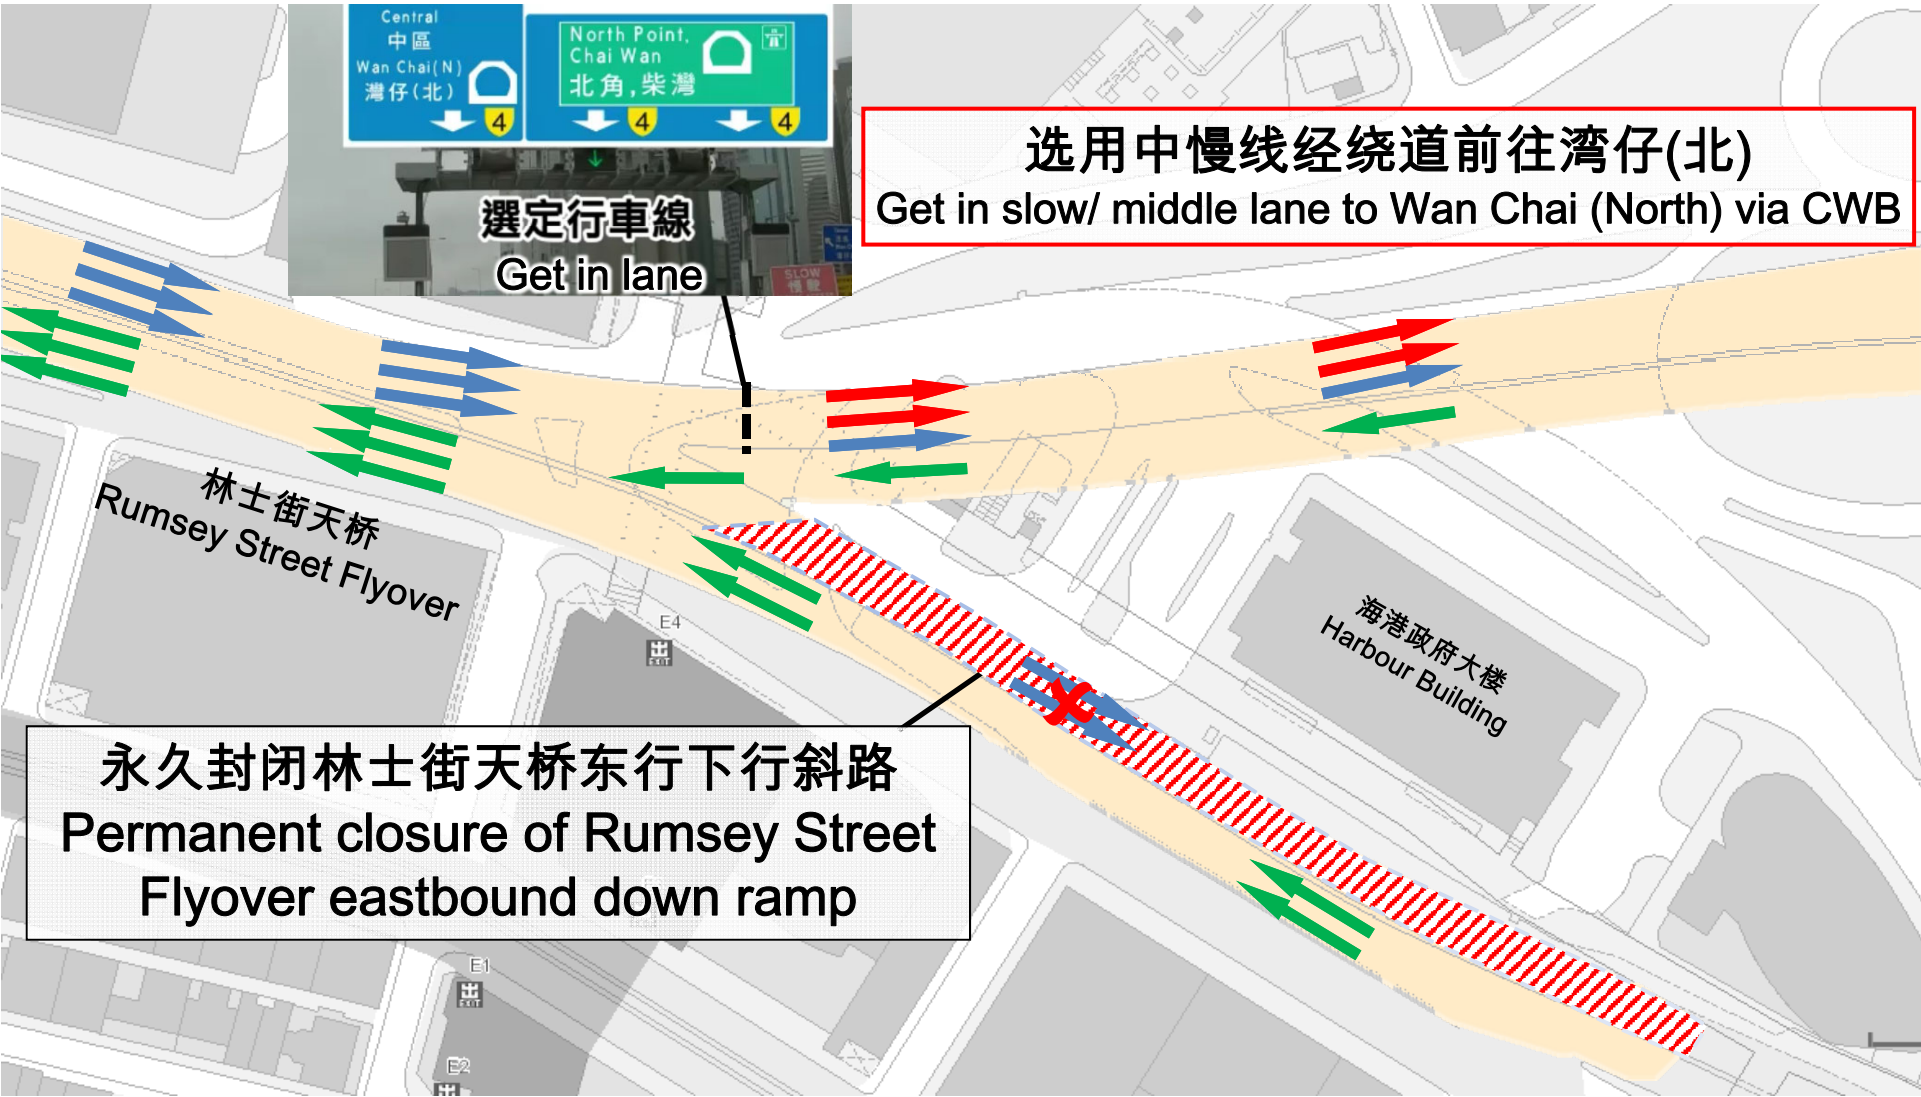 Central
中區
Wan Chai(N)
灣仔(北)
4
North Point,
Chai Wan
北角,柴灣
4
4
選定行車線
Get in lane
SLOW
慢駛
选用中慢线经绕道前往湾仔(北)
Get in slow/ middle lane to Wan Chai (North) via CWB
林士街天桥
Rumsey Street Flyover
E4
出
EXIT
海港政府大楼
Harbour Building
永久封闭林士街天桥东行下行斜路
Permanent closure of Rumsey Street
Flyover eastbound down ramp
E1
出
EXIT
E2
出